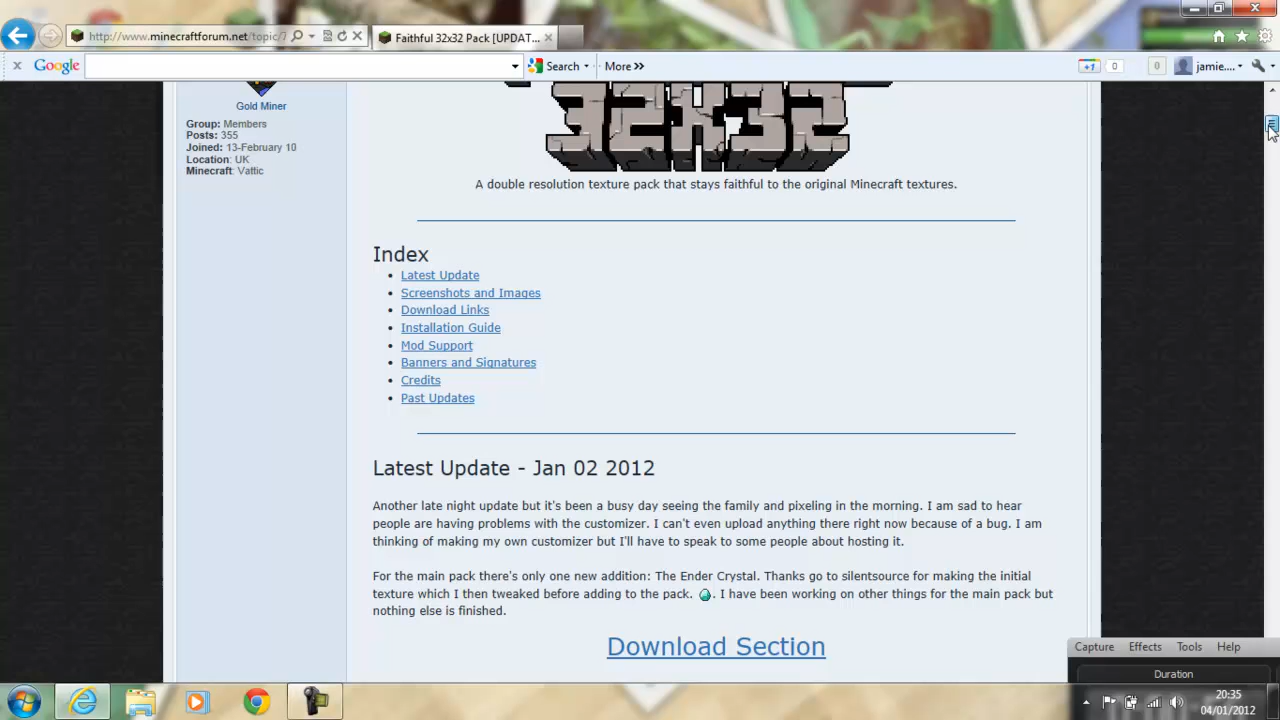 http://www.minecraftforum.net/topic/7
Faithful 32x32 Pack [UPDAT...
Google
Search
More »
+1
0
0
jamie....
Gold Miner
Group: Members
Posts: 355
Joined: 13-February 10
Location: UK
Minecraft: Vattic
32x32
A double resolution texture pack that stays faithful to the original Minecraft textures.
Index
Latest Update
Screenshots and Images
Download Links
Installation Guide
Mod Support
Banners and Signatures
Credits
Past Updates
Latest Update - Jan 02 2012
Another late night update but it's been a busy day seeing the family and pixeling in the morning. I am sad to hear
people are having problems with the customizer. I can't even upload anything there right now because of a bug. I am
thinking of making my own customizer but I'll have to speak to some people about hosting it.
For the main pack there's only one new addition: The Ender Crystal. Thanks go to silentsource for making the initial
texture which I then tweaked before adding to the pack. . I have been working on other things for the main pack but
nothing else is finished.
Download Section
Capture Effects Tools Help
Duration
20:35
04/01/2012